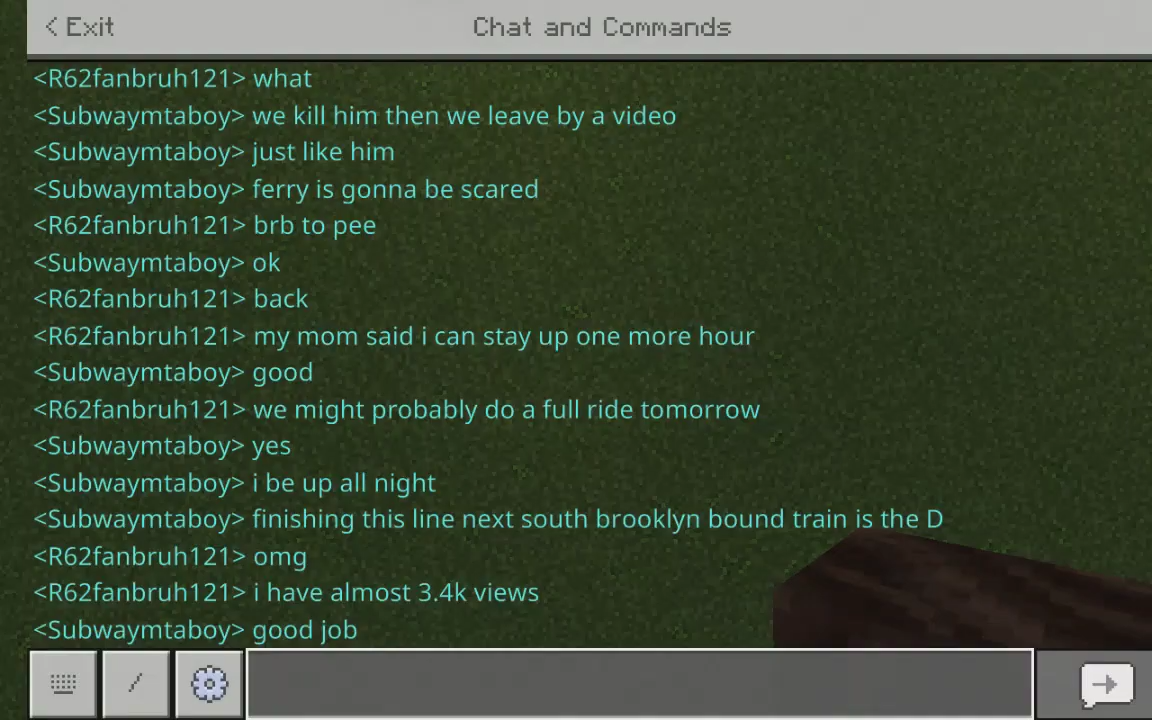 < Exit
Chat and Commands
<R62fanbruh121> what
<Subwaymtaboy> we kill him then we leave by a video
<Subwaymtaboy> just like him
<Subwaymtaboy> ferry is gonna be scared
<R62fanbruh121> brb to pee
<Subwaymtaboy> ok
<R62fanbruh121> back
<R62fanbruh121> my mom said i can stay up one more hour
<Subwaymtaboy> good
<R62fanbruh121> we might probably do a full ride tomorrow
<Subwaymtaboy> yes
<Subwaymtaboy> i be up all night
<Subwaymtaboy> finishing this line next south brooklyn bound train is the D
<R62fanbruh121> omg
<R62fanbruh121> i have almost 3.4k views
<Subwaymtaboy> good job
/